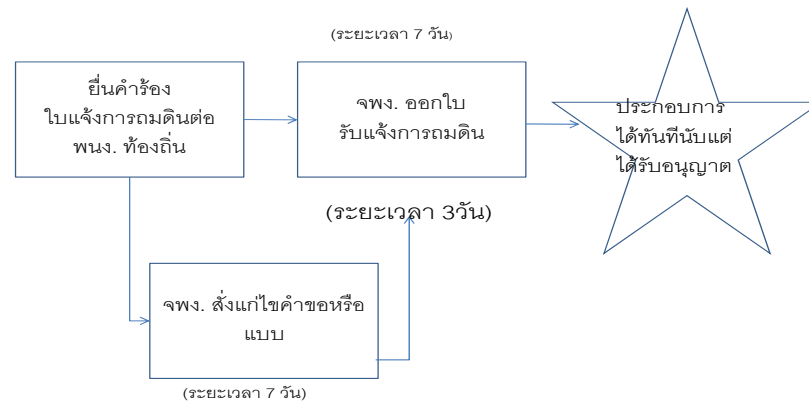 (ระยะเวลา 7 วัน)
ยื่นคำร้อง
ใบแจ้งการถมดินต่อ
พนง. ท้องถิ่น
จพง. ออกใบ
รับแจ้งการถมดิน
ประกอบการ
ได้ทันทีนับแต่
ได้รับอนุญาต
(ระยะเวลา 3วัน)
จพง. สั่งแก้ไขคำขอหรือ
แบบ
(ระยะเวลา 7 วัน)